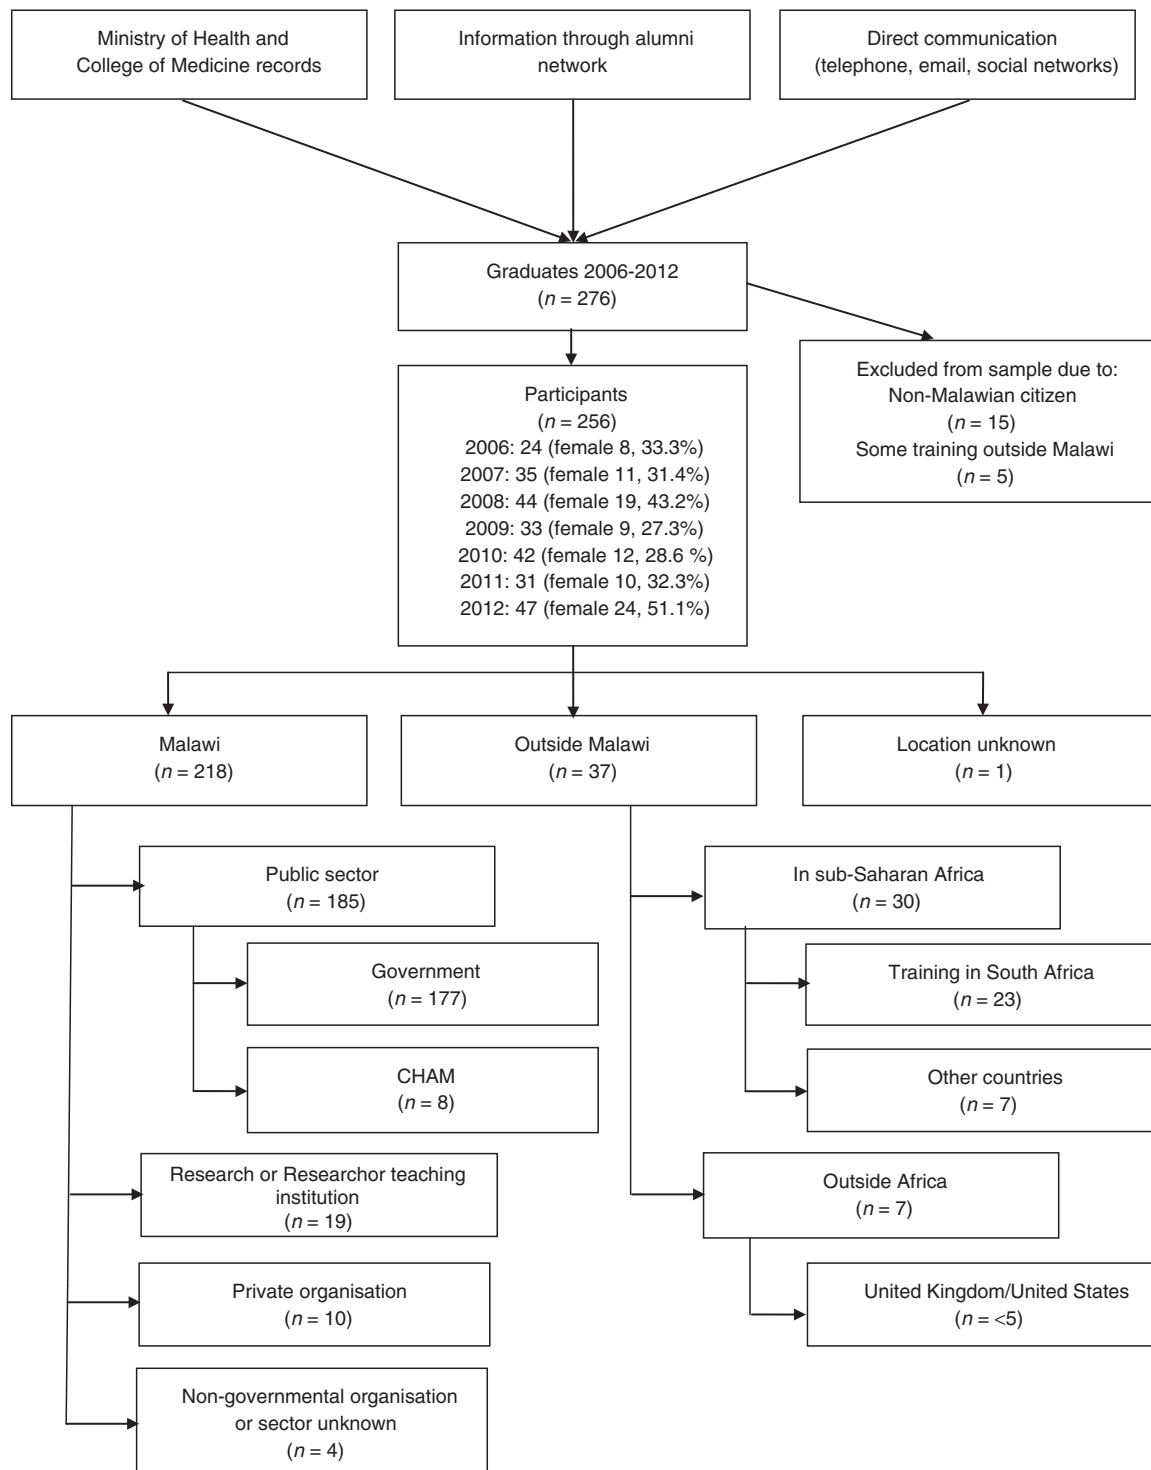 Ministry of Health and
College of Medicine records
Information through alumni
network
Direct communication
(telephone, email, social networks)
Graduates 2006-2012
(n = 276)
Excluded from sample due to:
Non-Malawian citizen
(n = 15)
Some training outside Malawi
(n = 5)
Participants
(n = 256)
2006: 24 (female 8, 33.3%)
2007: 35 (female 11, 31.4%)
2008: 44 (female 19, 43.2%)
2009: 33 (female 9, 27.3%)
2010: 42 (female 12, 28.6 %)
2011: 31 (female 10, 32.3%)
2012: 47 (female 24, 51.1%)
Malawi
(n = 218)
Outside Malawi
(n = 37)
Location unknown
(n = 1)
Public sector
(n = 185)
Government
(n = 177)
CHAM
(n = 8)
Research or Researchor teaching
institution
(n = 19)
Private organisation
(n = 10)
Non-governmental organisation
or sector unknown
(n = 4)
In sub-Saharan Africa
(n = 30)
Training in South Africa
(n = 23)
Other countries
(n = 7)
Outside Africa
(n = 7)
United Kingdom/United States
(n = <5)